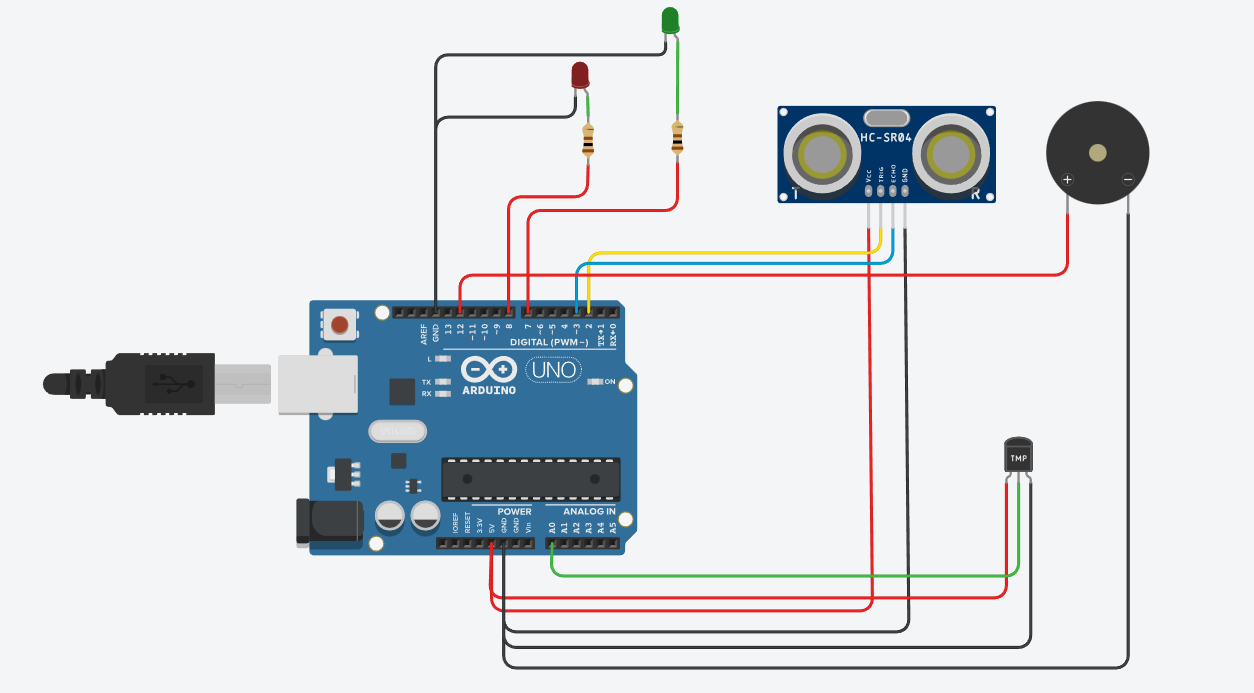 HC-SR04
VCC
TRIG
ECHO
GND
T
R
+
−
AREF
GND
13
12
~11
~10
~9
8
7
~6
~5
4
~3
2
TX→1
RX←0
DIGITAL (PWM~)
L
TX
RX
ARDUINO
UNO
ON
TMP
POWER
ANALOG IN
IOREF
RESET
3.3V
5V
GND
GND
Vin
A0
A1
A2
A3
A4
A5